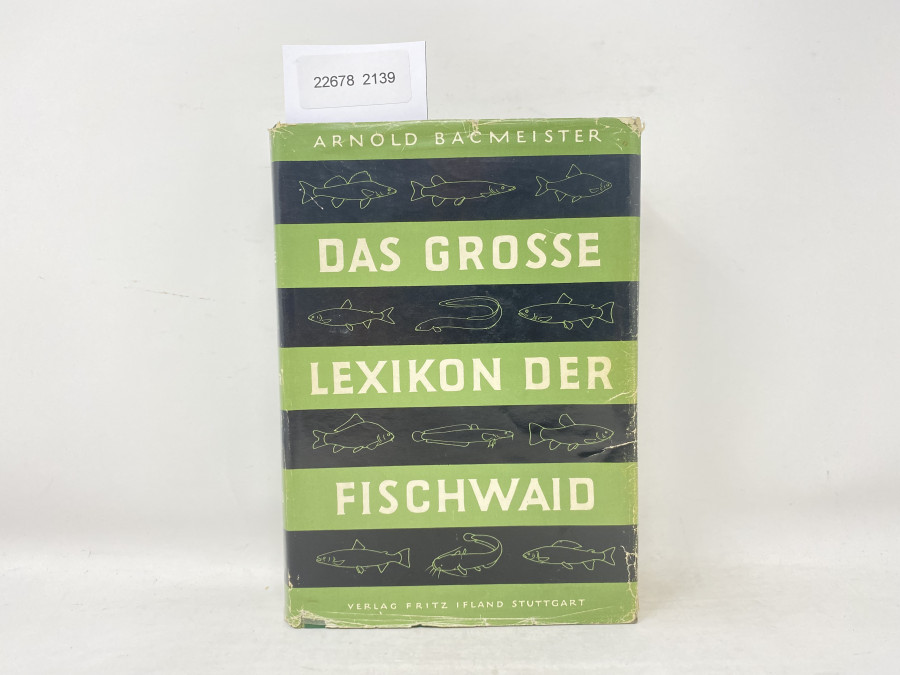 22678 2139
ARNOLD BACMEISTER
DAS GROSSE
LEXIKON DER
FISCHWAID
VERLAG FRITZ IFLAND STUTTGART